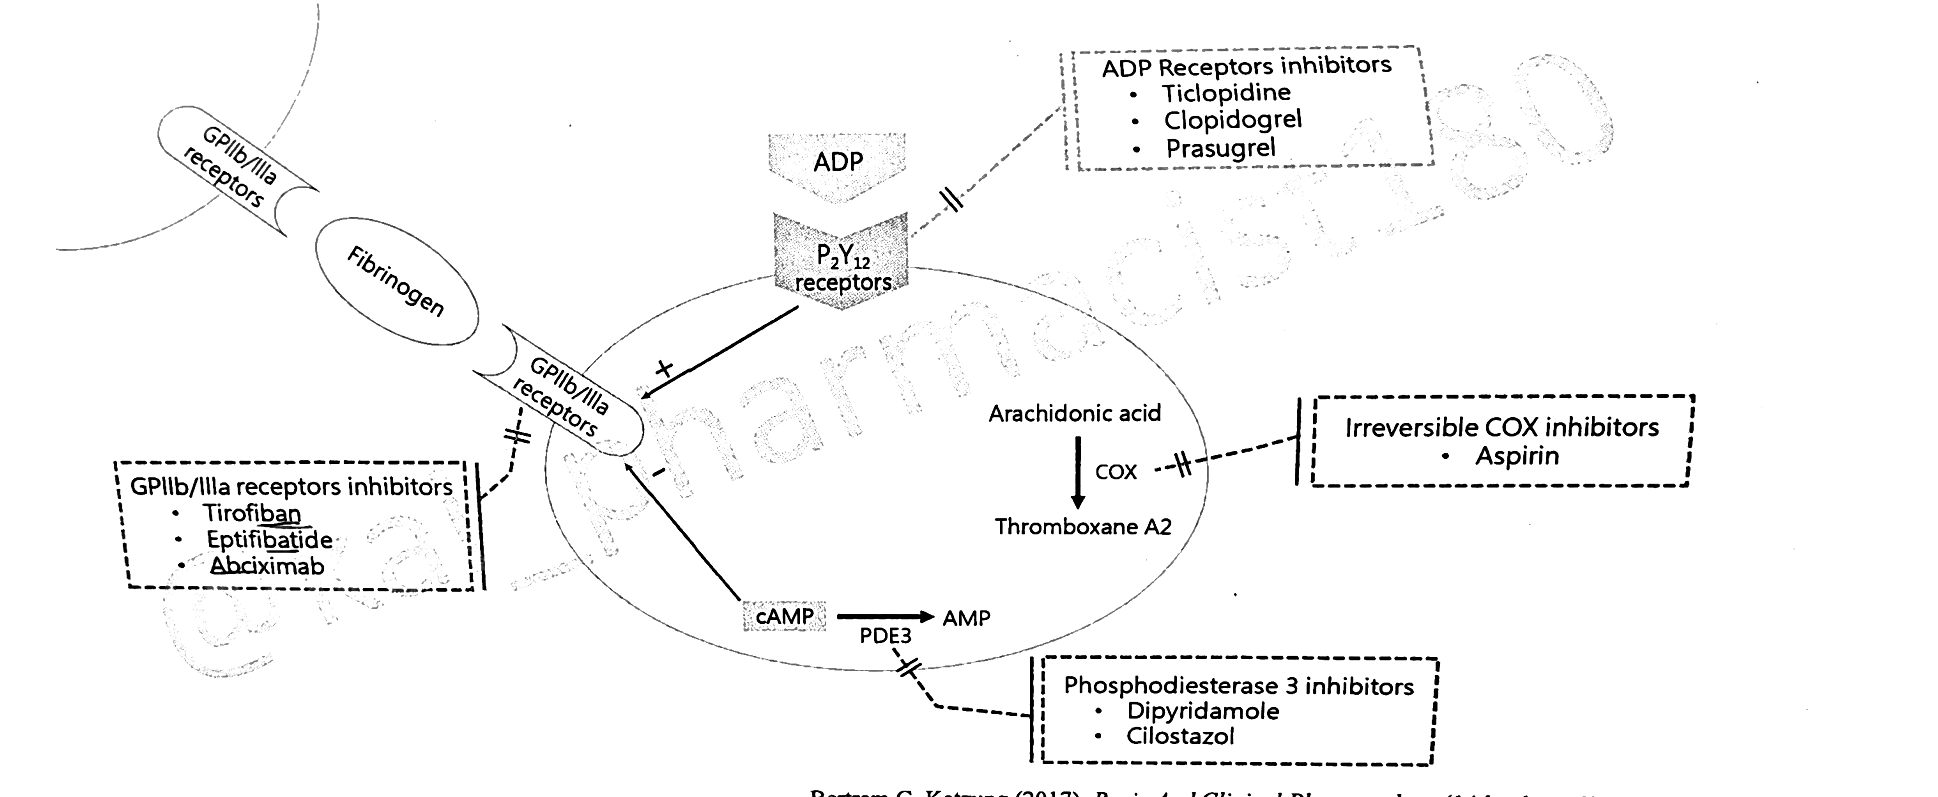 ADP Receptors inhibitors
• Ticlopidine
• Clopidogrel
• Prasugrel
ADP
P₂Y₁₂
receptors
GPIIb/IIIa
receptors
Fibrinogen
GPIIb/IIIa
receptors
+
-
Arachidonic acid
COX
Thromboxane A2
Irreversible COX inhibitors
• Aspirin
GPIIb/IIIa receptors inhibitors
• Tirofiban
• Eptifibatide
• Abciximab
cAMP
AMP
PDE3
Phosphodiesterase 3 inhibitors
• Dipyridamole
• Cilostazol